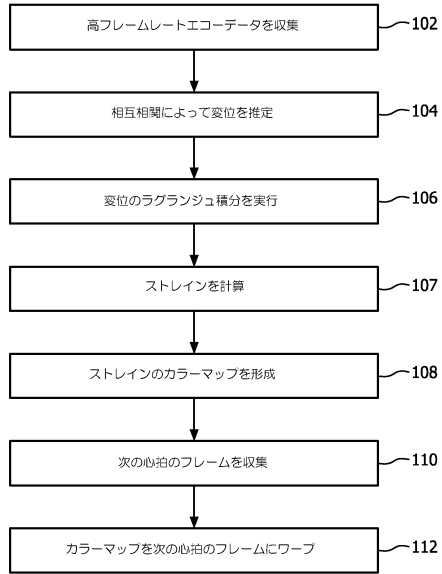 高フレームレートエコーデータを収集 102
相互相関によって変位を推定 104
変位のラグランジュ積分を実行 106
ストレインを計算 107
ストレインのカラーマップを形成 108
次の心拍のフレームを収集 110
カラーマップを次の心拍のフレームにワープ 112